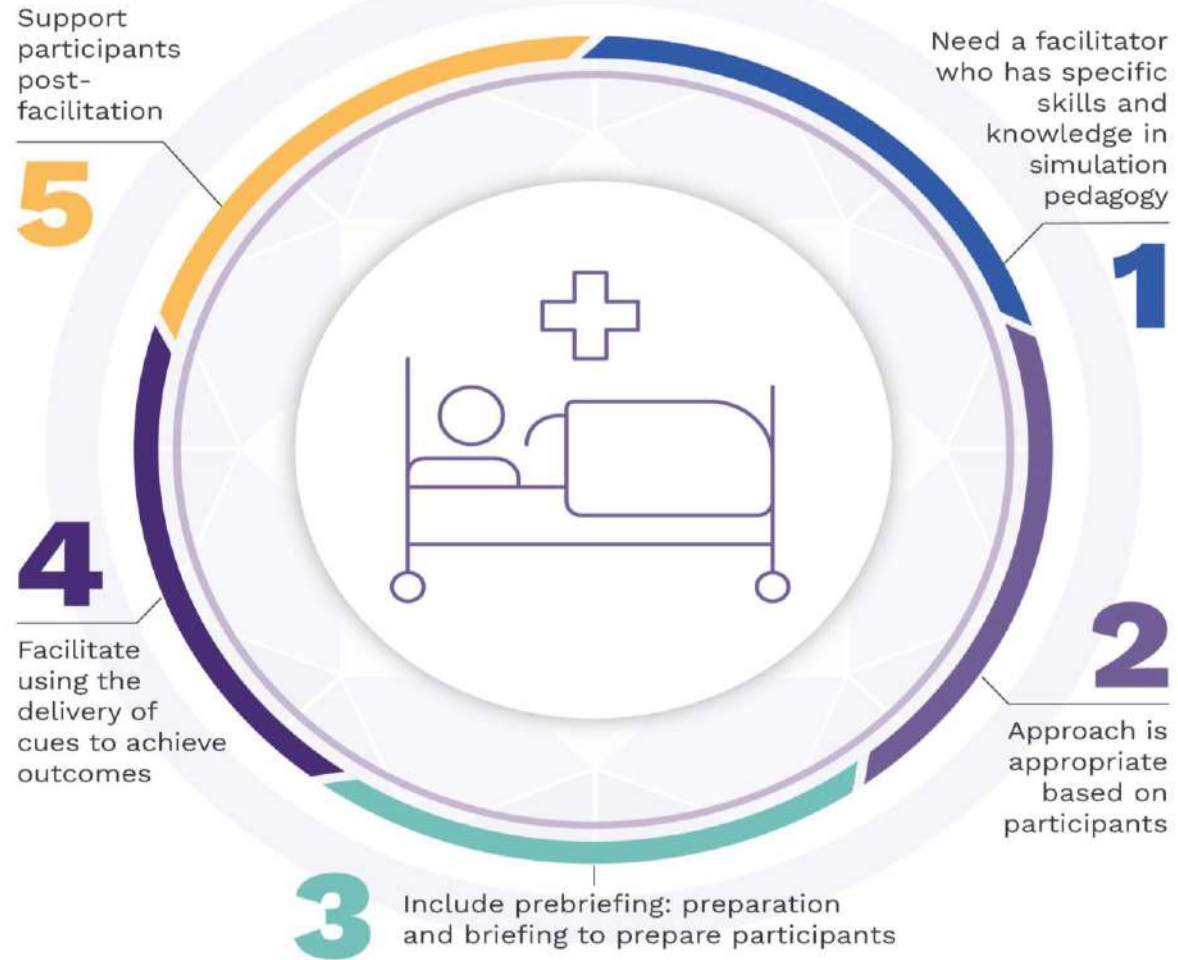 Need a facilitator
who has specific
skills and
knowledge in
simulation
pedagogy
1
2
Approach is
appropriate
based on
participants
3
Include prebriefing: preparation
and briefing to prepare participants
4
Facilitate
using the
delivery of
cues to achieve
outcomes
Support
participants
post-
facilitation
5